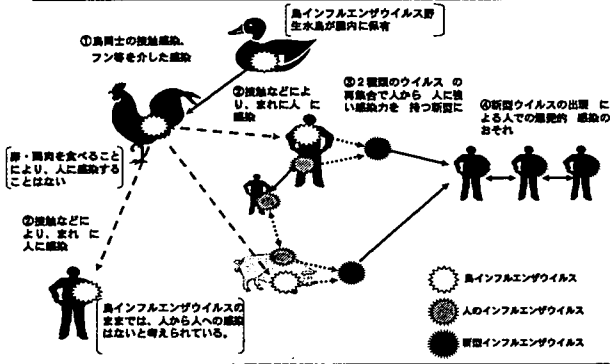 鳥インフルエンザウイルス野
生水鳥が腸内に保有
①鳥同士の接触感染、
フン等を介した感染
②接触などによ
り、まれに人 に
感染
③2種類のウイルス の
再集合で人から 人に強
い感染力を 持つ新型に
④新型ウイルスの出現 に
よる人での爆発的 感染の
おそれ
卵・鶏肉を食べること
により、人に感染する
ことはない
②接触などに
より、まれ に
人に感染
鳥インフルエンザウイルスの
ままでは、人から人への感染
はないと考えられている。
鳥インフルエンザウイルス
人のインフルエンザウイルス
新型インフルエンザウイルス